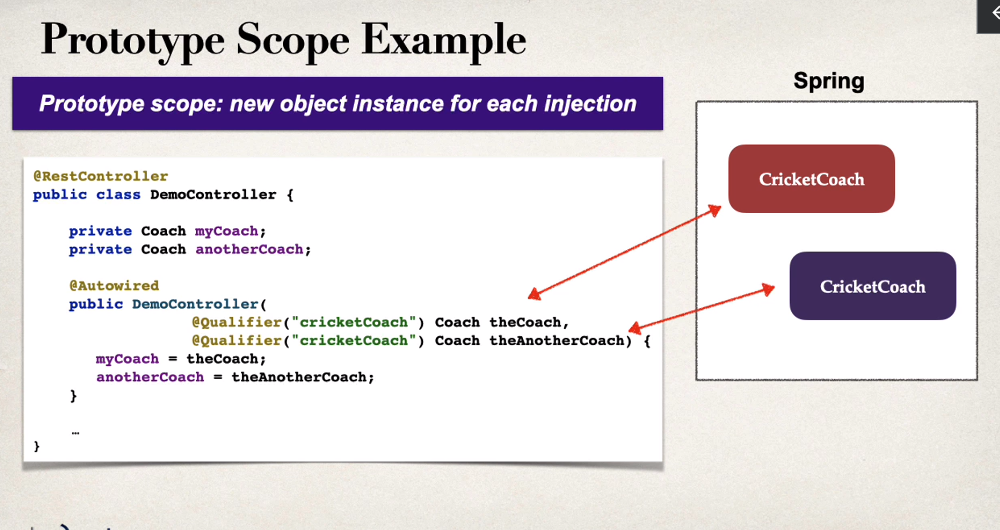 Prototype Scope Example
Prototype scope: new object instance for each injection
Spring
@RestController
public class DemoController {
private Coach myCoach;
private Coach anotherCoach;
@Autowired
public DemoController(
@Qualifier("cricketCoach") Coach theCoach,
@Qualifier("cricketCoach") Coach theAnotherCoach) {
myCoach = theCoach;
anotherCoach = theAnotherCoach;
}
…
}
CricketCoach
CricketCoach